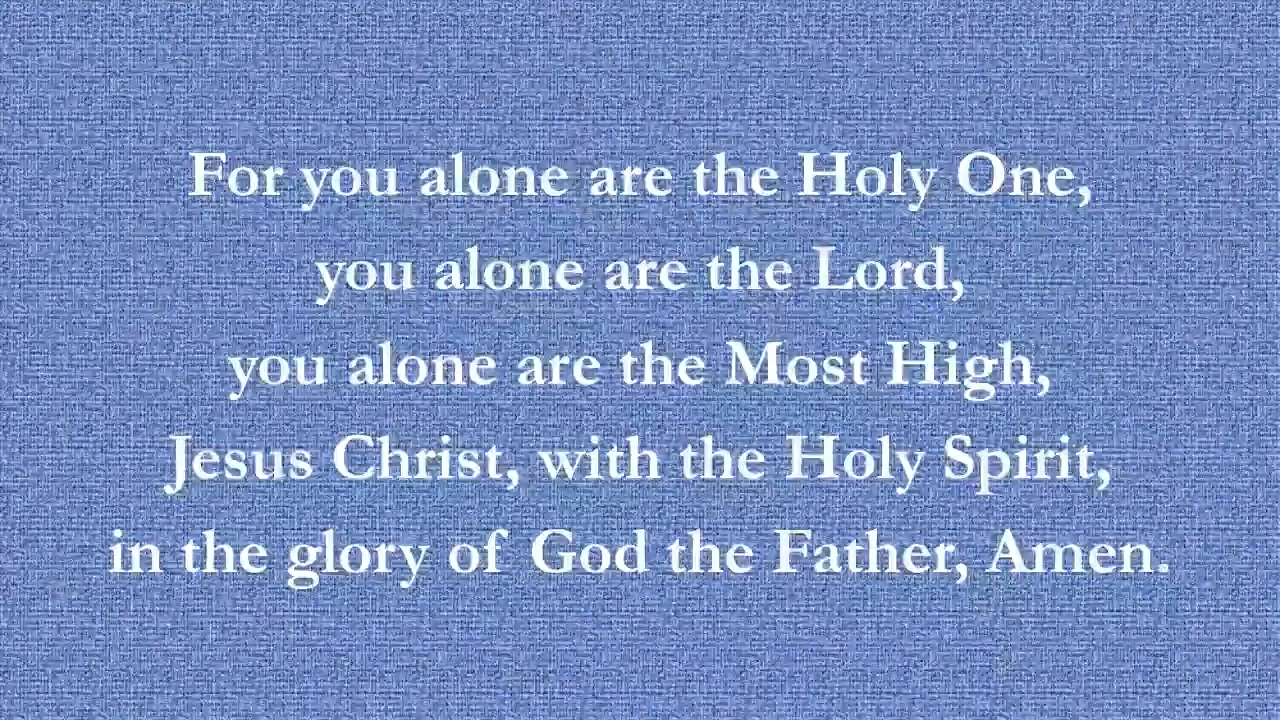 For you alone are the Holy One,
you alone are the Lord,
you alone are the Most High,
Jesus Christ, with the Holy Spirit,
in the glory of God the Father, Amen.